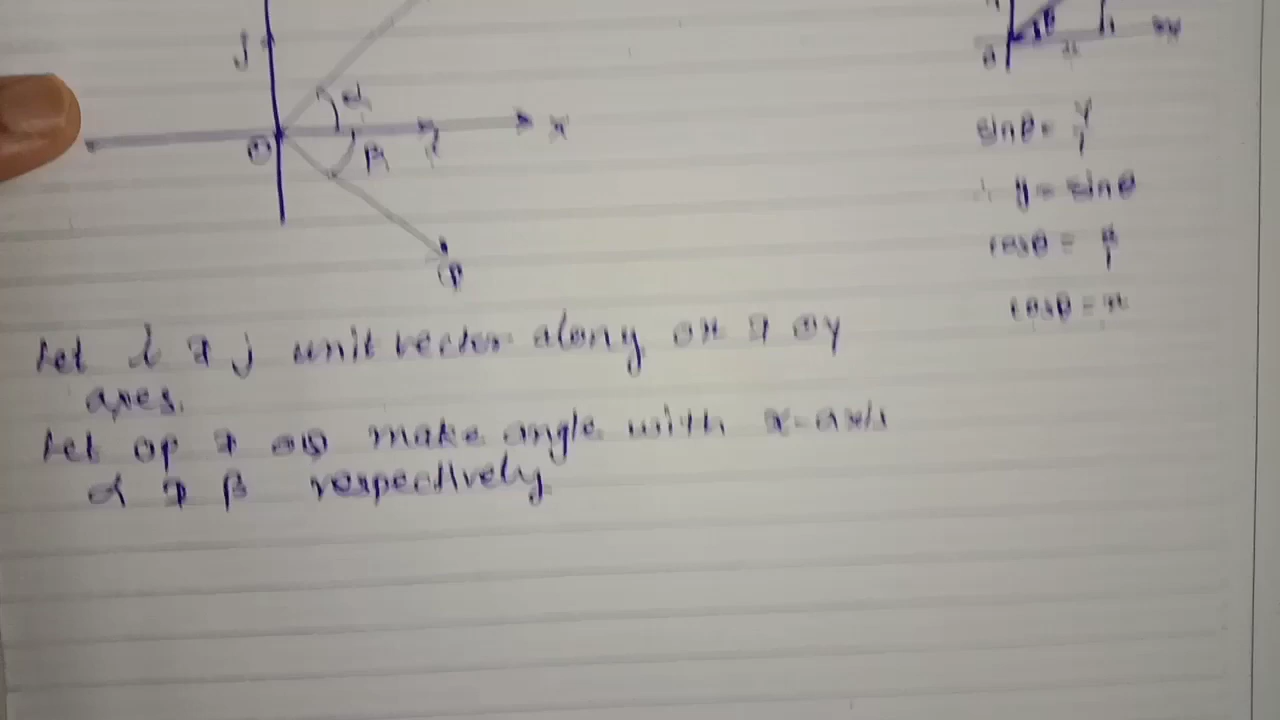 j
α
x
O
β
i
θ
x
sinθ = y/1
∴ y = sinθ
cosθ = x/1
cosθ = x
Let i & j unit vector along ox & oy
axes.
Let op & oQ make angle with x-axis
α & β respectively